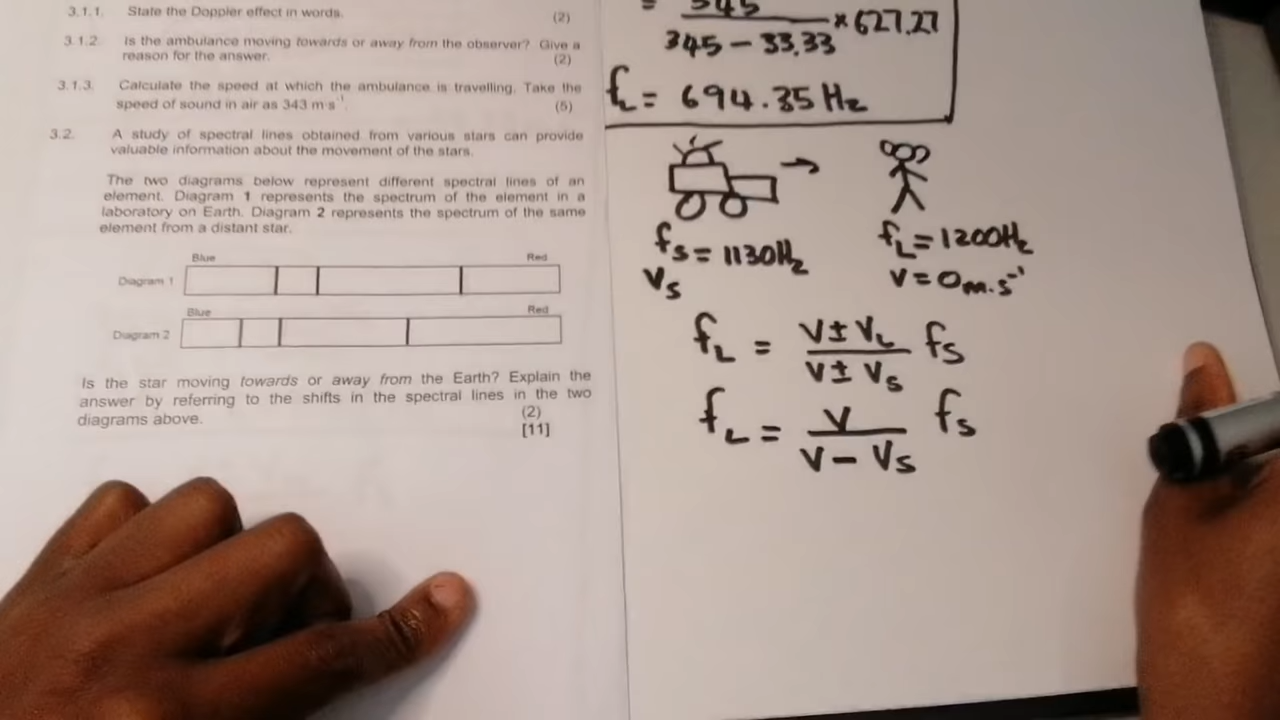 3.1.1. State the Doppler effect in words. (2)
3.1.2. Is the ambulance moving towards or away from the observer? Give a
reason for the answer. (2)
3.1.3. Calculate the speed at which the ambulance is travelling. Take the
speed of sound in air as 343 m·s⁻¹. (5)
3.2. A study of spectral lines obtained from various stars can provide
valuable information about the movement of the stars.
The two diagrams below represent different spectral lines of an
element. Diagram 1 represents the spectrum of the element in a
laboratory on Earth. Diagram 2 represents the spectrum of the same
element from a distant star.
Blue Red
Diagram 1
Blue Red
Diagram 2
Is the star moving towards or away from the Earth? Explain the
answer by referring to the shifts in the spectral lines in the two
diagrams above. (2)
[11]
= 345
345 - 33,33 × 627.27
fL = 694.35 Hz
fs = 1130Hz
Vs
fL = 1200Hz
V = 0 m.s⁻¹
fL = V ± VL / V ± Vs fs
fL = V / V - Vs fs